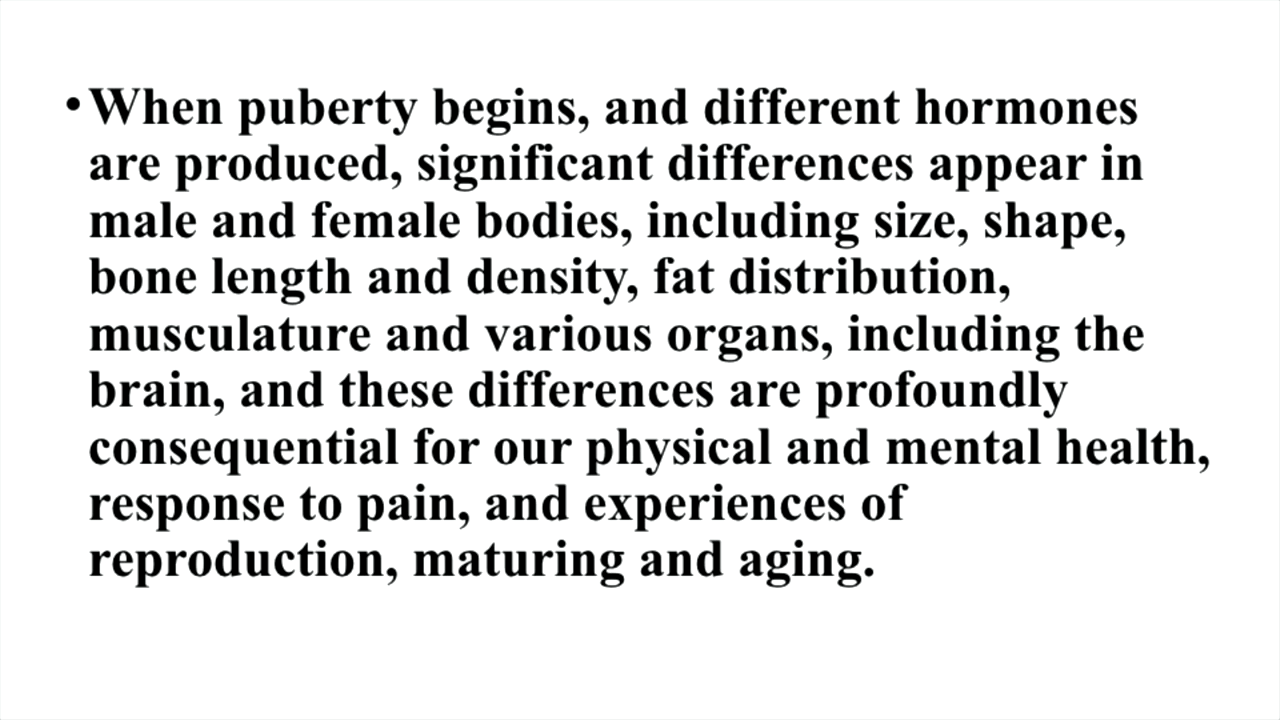 •When puberty begins, and different hormones
are produced, significant differences appear in
male and female bodies, including size, shape,
bone length and density, fat distribution,
musculature and various organs, including the
brain, and these differences are profoundly
consequential for our physical and mental health,
response to pain, and experiences of
reproduction, maturing and aging.